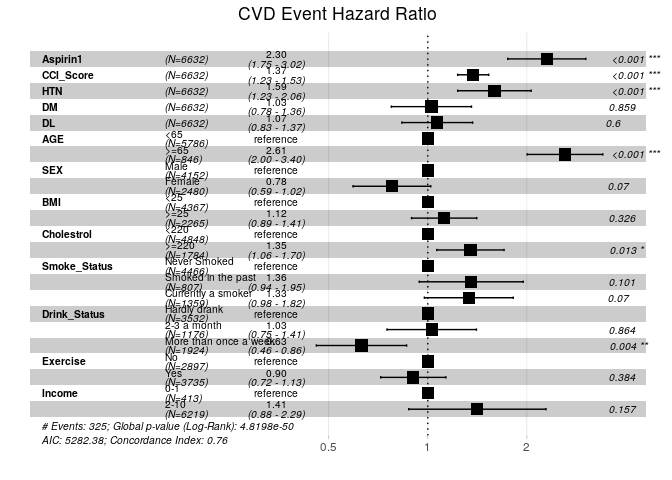 CVD Event Hazard Ratio
Aspirin1 (N=6632) 2.30 (1.75 - 3.02) <0.001 ***
CCI_Score (N=6632) 1.37 (1.23 - 1.53) <0.001 ***
HTN (N=6632) 1.59 (1.23 - 2.06) <0.001 ***
DM (N=6632) 1.03 (0.78 - 1.36) 0.859
DL (N=6632) 1.07 (0.83 - 1.37) 0.6
AGE <65 (N=5786) reference
>=65 (N=846) 2.61 (2.00 - 3.40) <0.001 ***
SEX Male (N=4152) reference
Female (N=2480) 0.78 (0.59 - 1.02) 0.07
BMI <25 (N=4367) reference
>=25 (N=2265) 1.12 (0.89 - 1.41) 0.326
Cholestrol <220 (N=4848) reference
>=220 (N=1784) 1.35 (1.06 - 1.70) 0.013 *
Smoke_Status Never Smoked (N=4466) reference
Smoked in the past (N=807) 1.36 (0.94 - 1.95) 0.101
Currently a smoker (N=1359) 1.33 (0.98 - 1.82) 0.07
Drink_Status Hardly drank (N=3532) reference
2-3 a month (N=1176) 1.03 (0.75 - 1.41) 0.864
More than once a week (N=1924) 0.63 (0.46 - 0.86) 0.004 **
Exercise No (N=2897) reference
Yes (N=3735) 0.90 (0.72 - 1.13) 0.384
Income 0-1 (N=413) reference
2-10 (N=6219) 1.41 (0.88 - 2.29) 0.157
# Events: 325; Global p-value (Log-Rank): 4.8198e-50
AIC: 5282.38; Concordance Index: 0.76
0.5 1 2